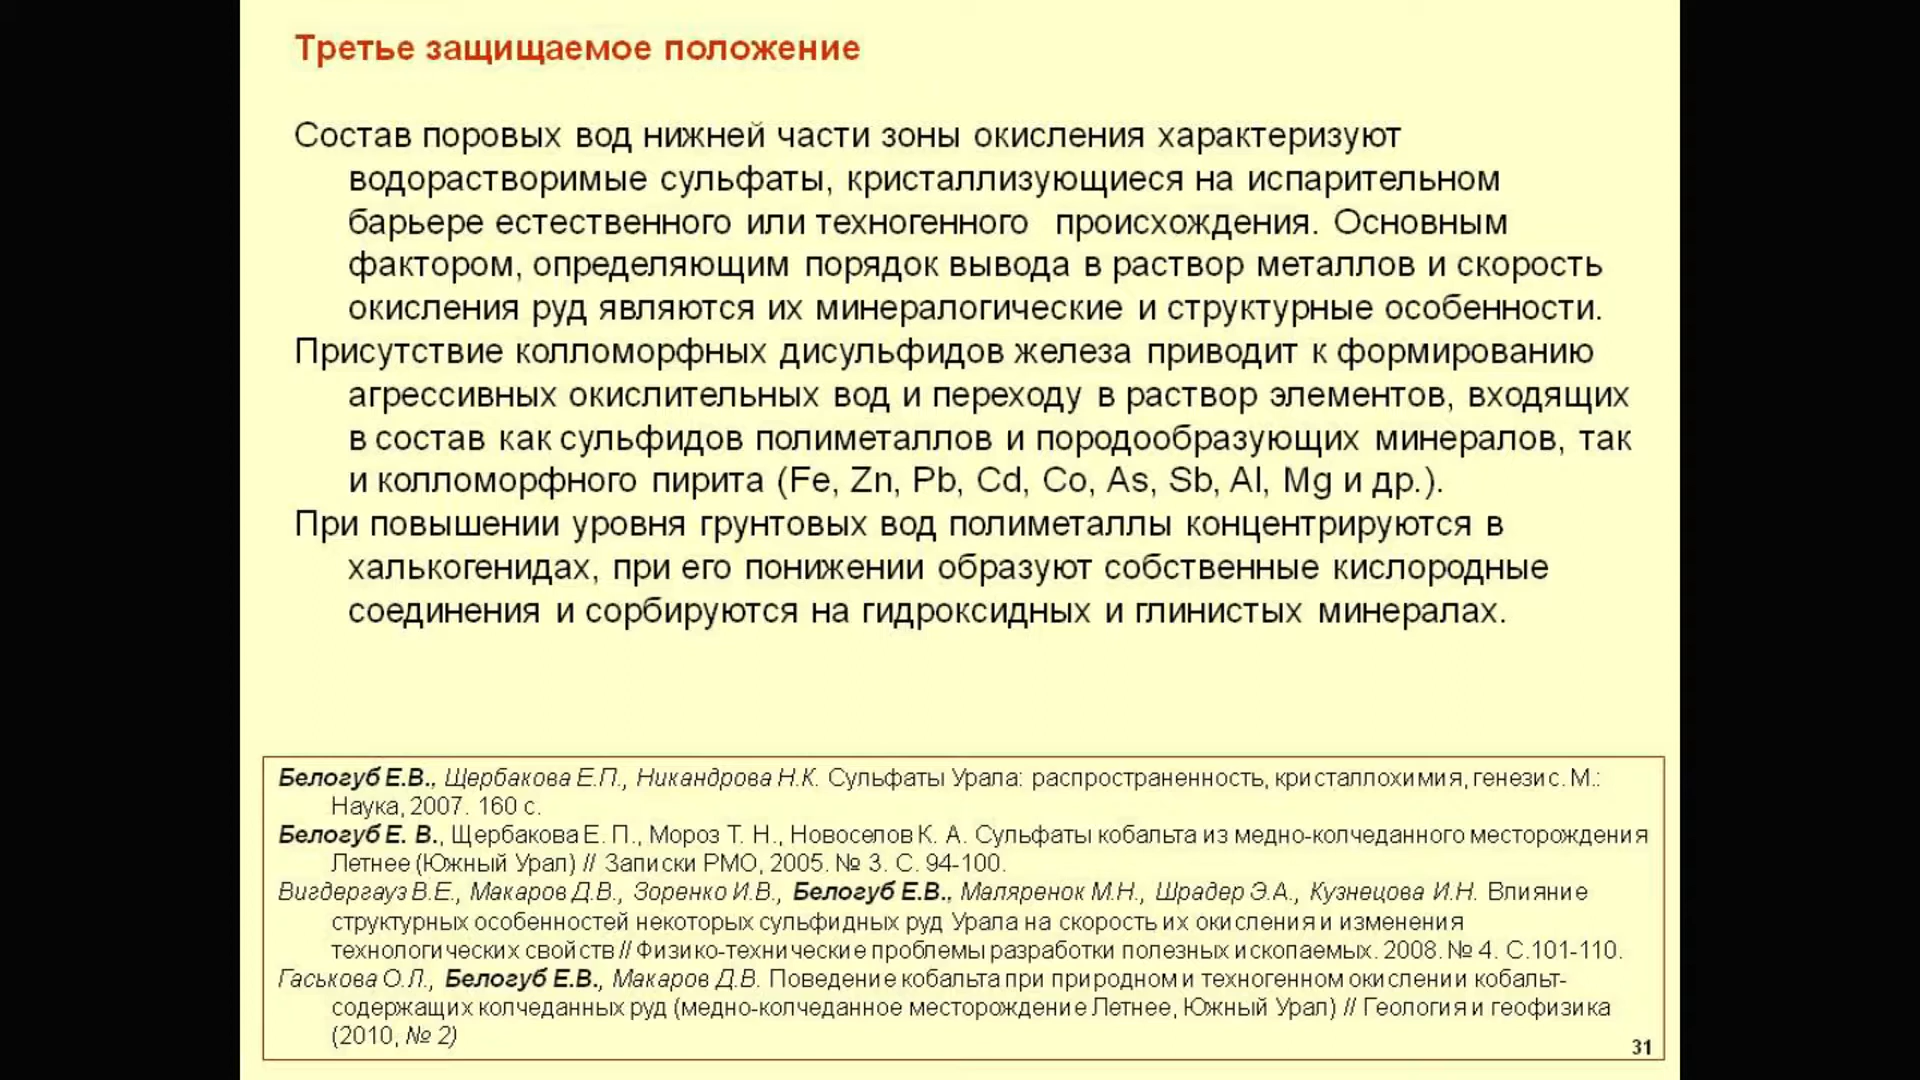 Третье защищаемое положение
Состав поровых вод нижней части зоны окисления характеризуют
водорастворимые сульфаты, кристаллизующиеся на испарительном
барьере естественного или техногенного происхождения. Основным
фактором, определяющим порядок вывода в раствор металлов и скорость
окисления руд являются их минералогические и структурные особенности.
Присутствие колломорфных дисульфидов железа приводит к формированию
агрессивных окислительных вод и переходу в раствор элементов, входящих
в состав как сульфидов полиметаллов и породообразующих минералов, так
и колломорфного пирита (Fe, Zn, Pb, Cd, Co, As, Sb, Al, Mg и др.).
При повышении уровня грунтовых вод полиметаллы концентрируются в
халькогенидах, при его понижении образуют собственные кислородные
соединения и сорбируются на гидроксидных и глинистых минералах.
Белогуб Е.В., Щербакова Е.П., Никандрова Н.К. Сульфаты Урала: распространенность, кристаллохимия, генезис. М.:
Наука, 2007. 160 с.
Белогуб Е. В., Щербакова Е. П., Мороз Т. Н., Новоселов К. А. Сульфаты кобальта из медно-колчеданного месторождения
Летнее (Южный Урал) // Записки РМО, 2005. № 3. С. 94-100.
Вигдергауз В.Е., Макаров Д.В., Зоренко И.В., Белогуб Е.В., Маляренок М.Н., Шрадер Э.А., Кузнецова И.Н. Влияние
структурных особенностей некоторых сульфидных руд Урала на скорость их окисления и изменения
технологических свойств // Физико-технические проблемы разработки полезных ископаемых. 2008. № 4. С.101-110.
Гаськова О.Л., Белогуб Е.В., Макаров Д.В. Поведение кобальта при природном и техногенном окислении кобальт-
содержащих колчеданных руд (медно-колчеданное месторождение Летнее, Южный Урал) // Геология и геофизика
(2010, № 2)
31